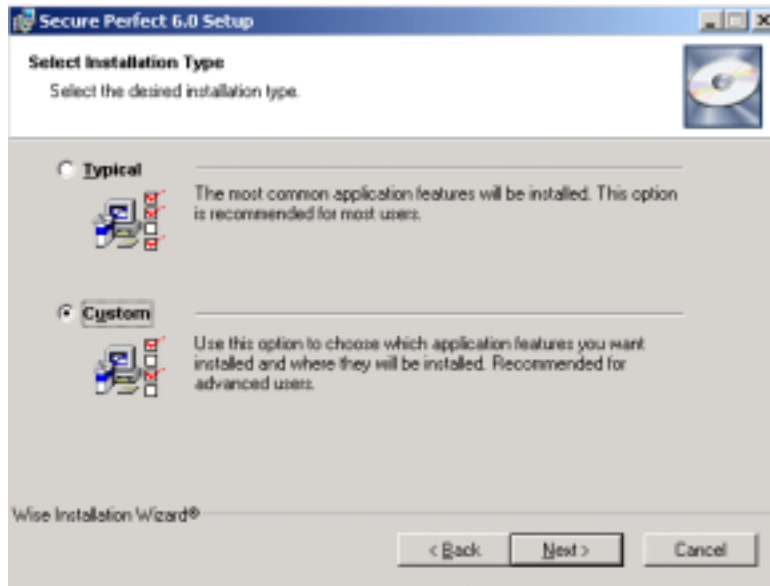 Secure Perfect 6.0 Setup
Select Installation Type
Select the desired installation type.
Typical
The most common application features will be installed. This option
is recommended for most users.
Custom
Use this option to choose which application features you want
installed and where they will be installed. Recommended for
advanced users.
Wise Installation Wizard®
< Back
Next >
Cancel